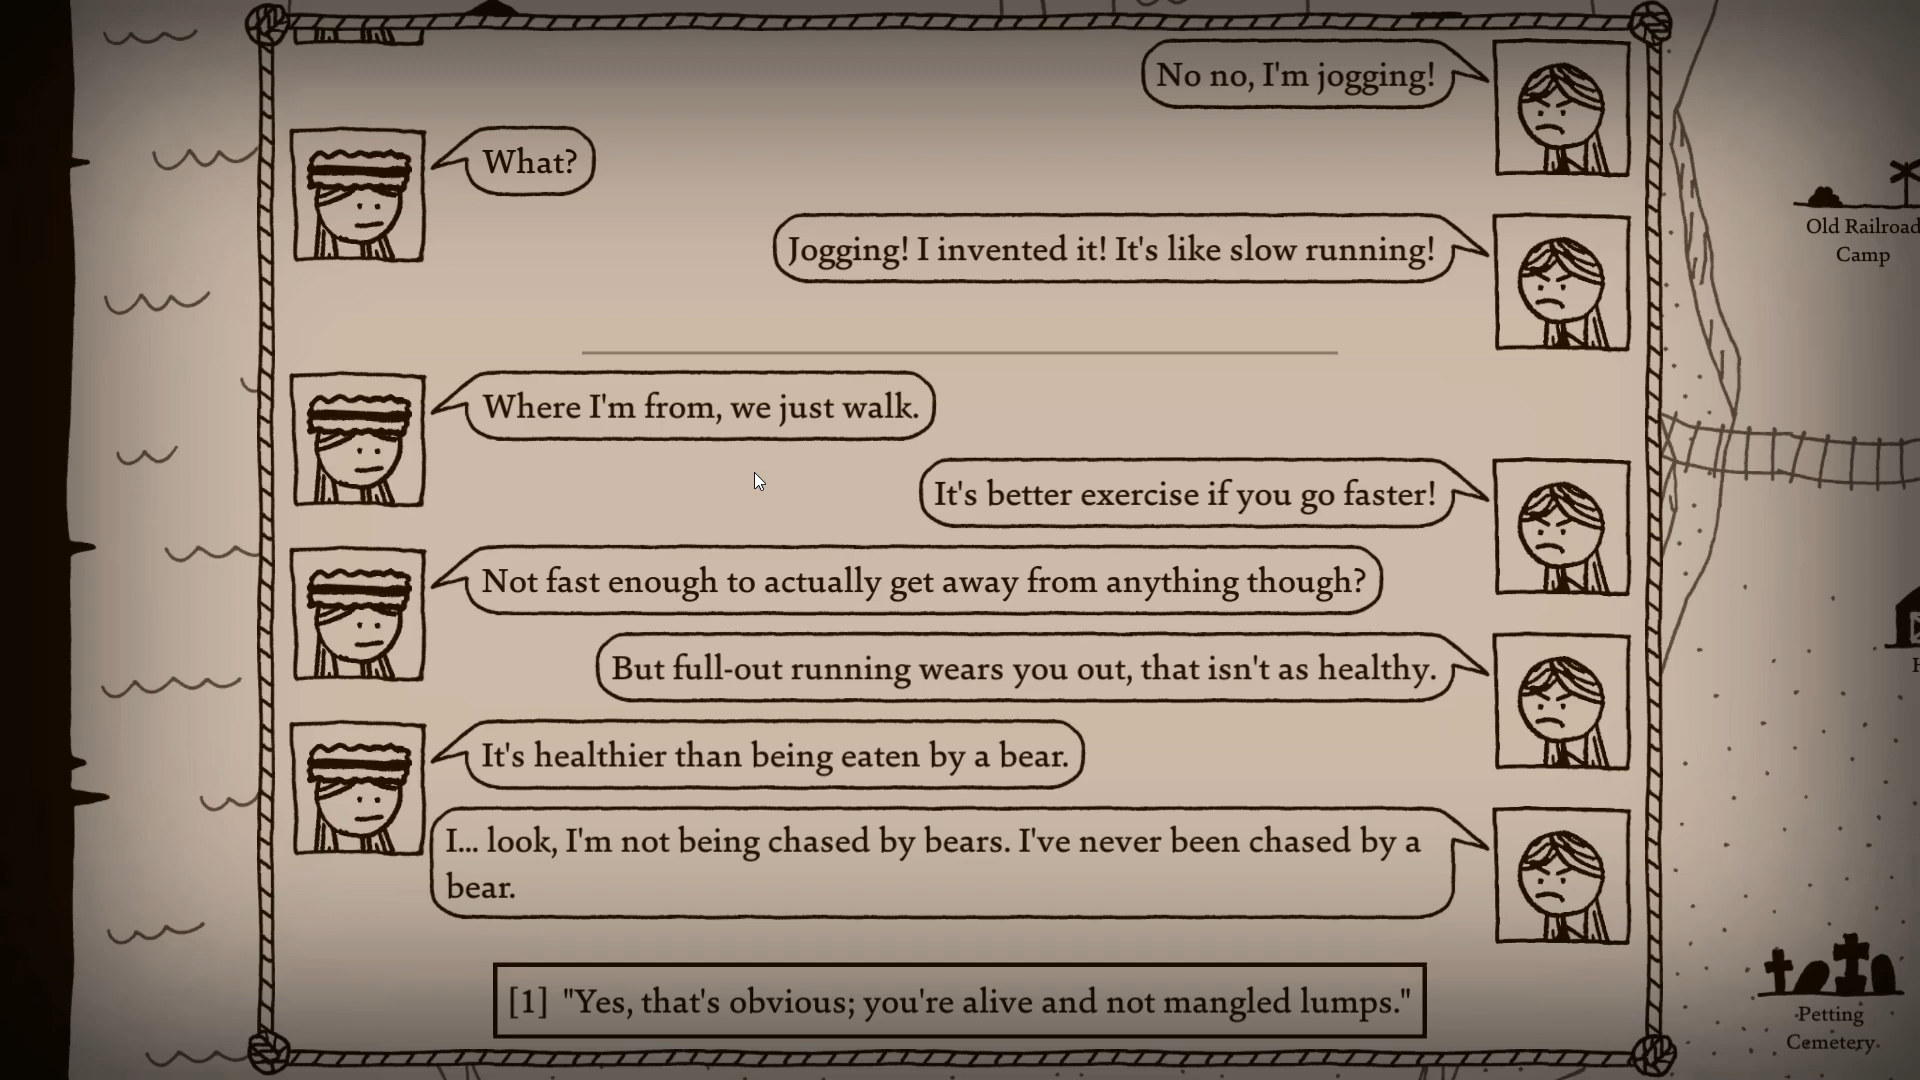 No no, I'm jogging!
What?
Jogging! I invented it! It's like slow running!
Where I'm from, we just walk.
It's better exercise if you go faster!
Not fast enough to actually get away from anything though?
But full-out running wears you out, that isn't as healthy.
It's healthier than being eaten by a bear.
I... look, I'm not being chased by bears. I've never been chased by a
bear.
[1] "Yes, that's obvious; you're alive and not mangled lumps."
Old Railroad
Camp
H
Petting
Cemetery